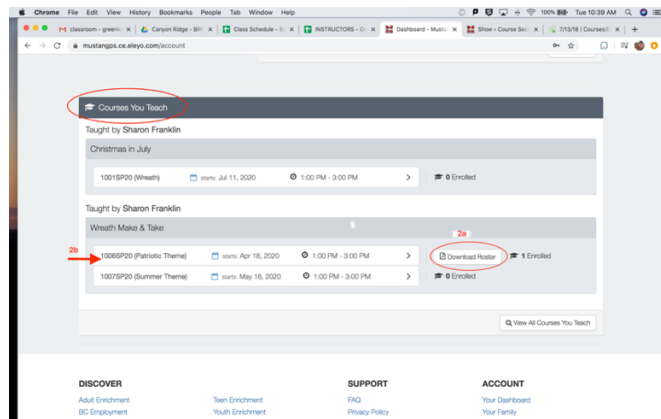 Chrome File Edit View History Bookmarks People Tab Window Help 100% Tue 10:39 AM
classroom - greenle Canyon Ridge - BRC Class Schedule - S INSTRUCTORS - Go Dashboard - Mustan Show › Course Sect 7/13/18 | Courses/E
mustangps.ce.eleyo.com/account
Courses You Teach
Taught by Sharon Franklin
Christmas in July
1001SP20 (Wreath) starts: Jul 11, 2020 1:00 PM - 3:00 PM 0 Enrolled
Taught by Sharon Franklin
Wreath Make & Take
2a
2b
1006SP20 (Patriotic Theme) starts: Apr 18, 2020 1:00 PM - 3:00 PM Download Roster 1 Enrolled
1007SP20 (Summer Theme) starts: May 16, 2020 1:00 PM - 3:00 PM 0 Enrolled
View All Courses You Teach
DISCOVER SUPPORT ACCOUNT
Adult Enrichment Teen Enrichment FAQ Your Dashboard
BC Employment Youth Enrichment Privacy Policy Your Family